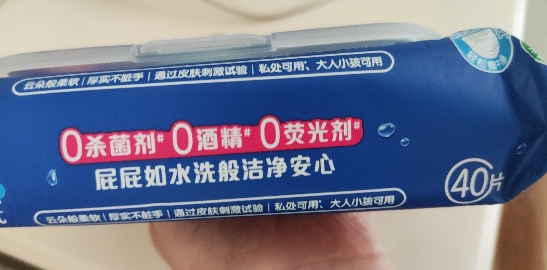 云朵般柔软 | 厚实不脏手 | 通过皮肤刺激试验 | 私处可用*、大人小孩可用
0杀菌剂# 0酒精# 0荧光剂#
屁屁如水洗般洁净安心
40片
云朵般柔软 | 厚实不脏手 | 通过皮肤刺激试验 | 私处可用*、大人小孩可用